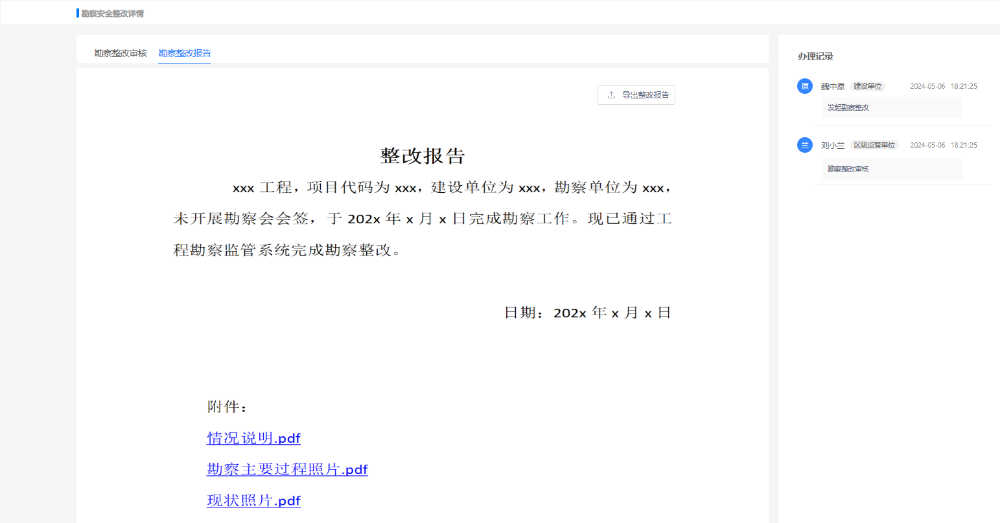 勘察安全整改详情
勘察整改审核 勘察整改报告
导出整改报告
整改报告
xxx 工程，项目代码为 xxx，建设单位为 xxx，勘察单位为 xxx，
未开展勘察会会签，于 202x 年 x 月 x 日完成勘察工作。现已通过工
程勘察监管系统完成勘察整改。
日期：202x 年 x 月 x 日
附件：
情况说明.pdf
勘察主要过程照片.pdf
现状照片.pdf
办理记录
原 魏中原 建设单位 2024-05-06 18:21:25
发起勘察整改
兰 刘小兰 区级监管单位 2024-05-06 18:21:25
勘察整改审核